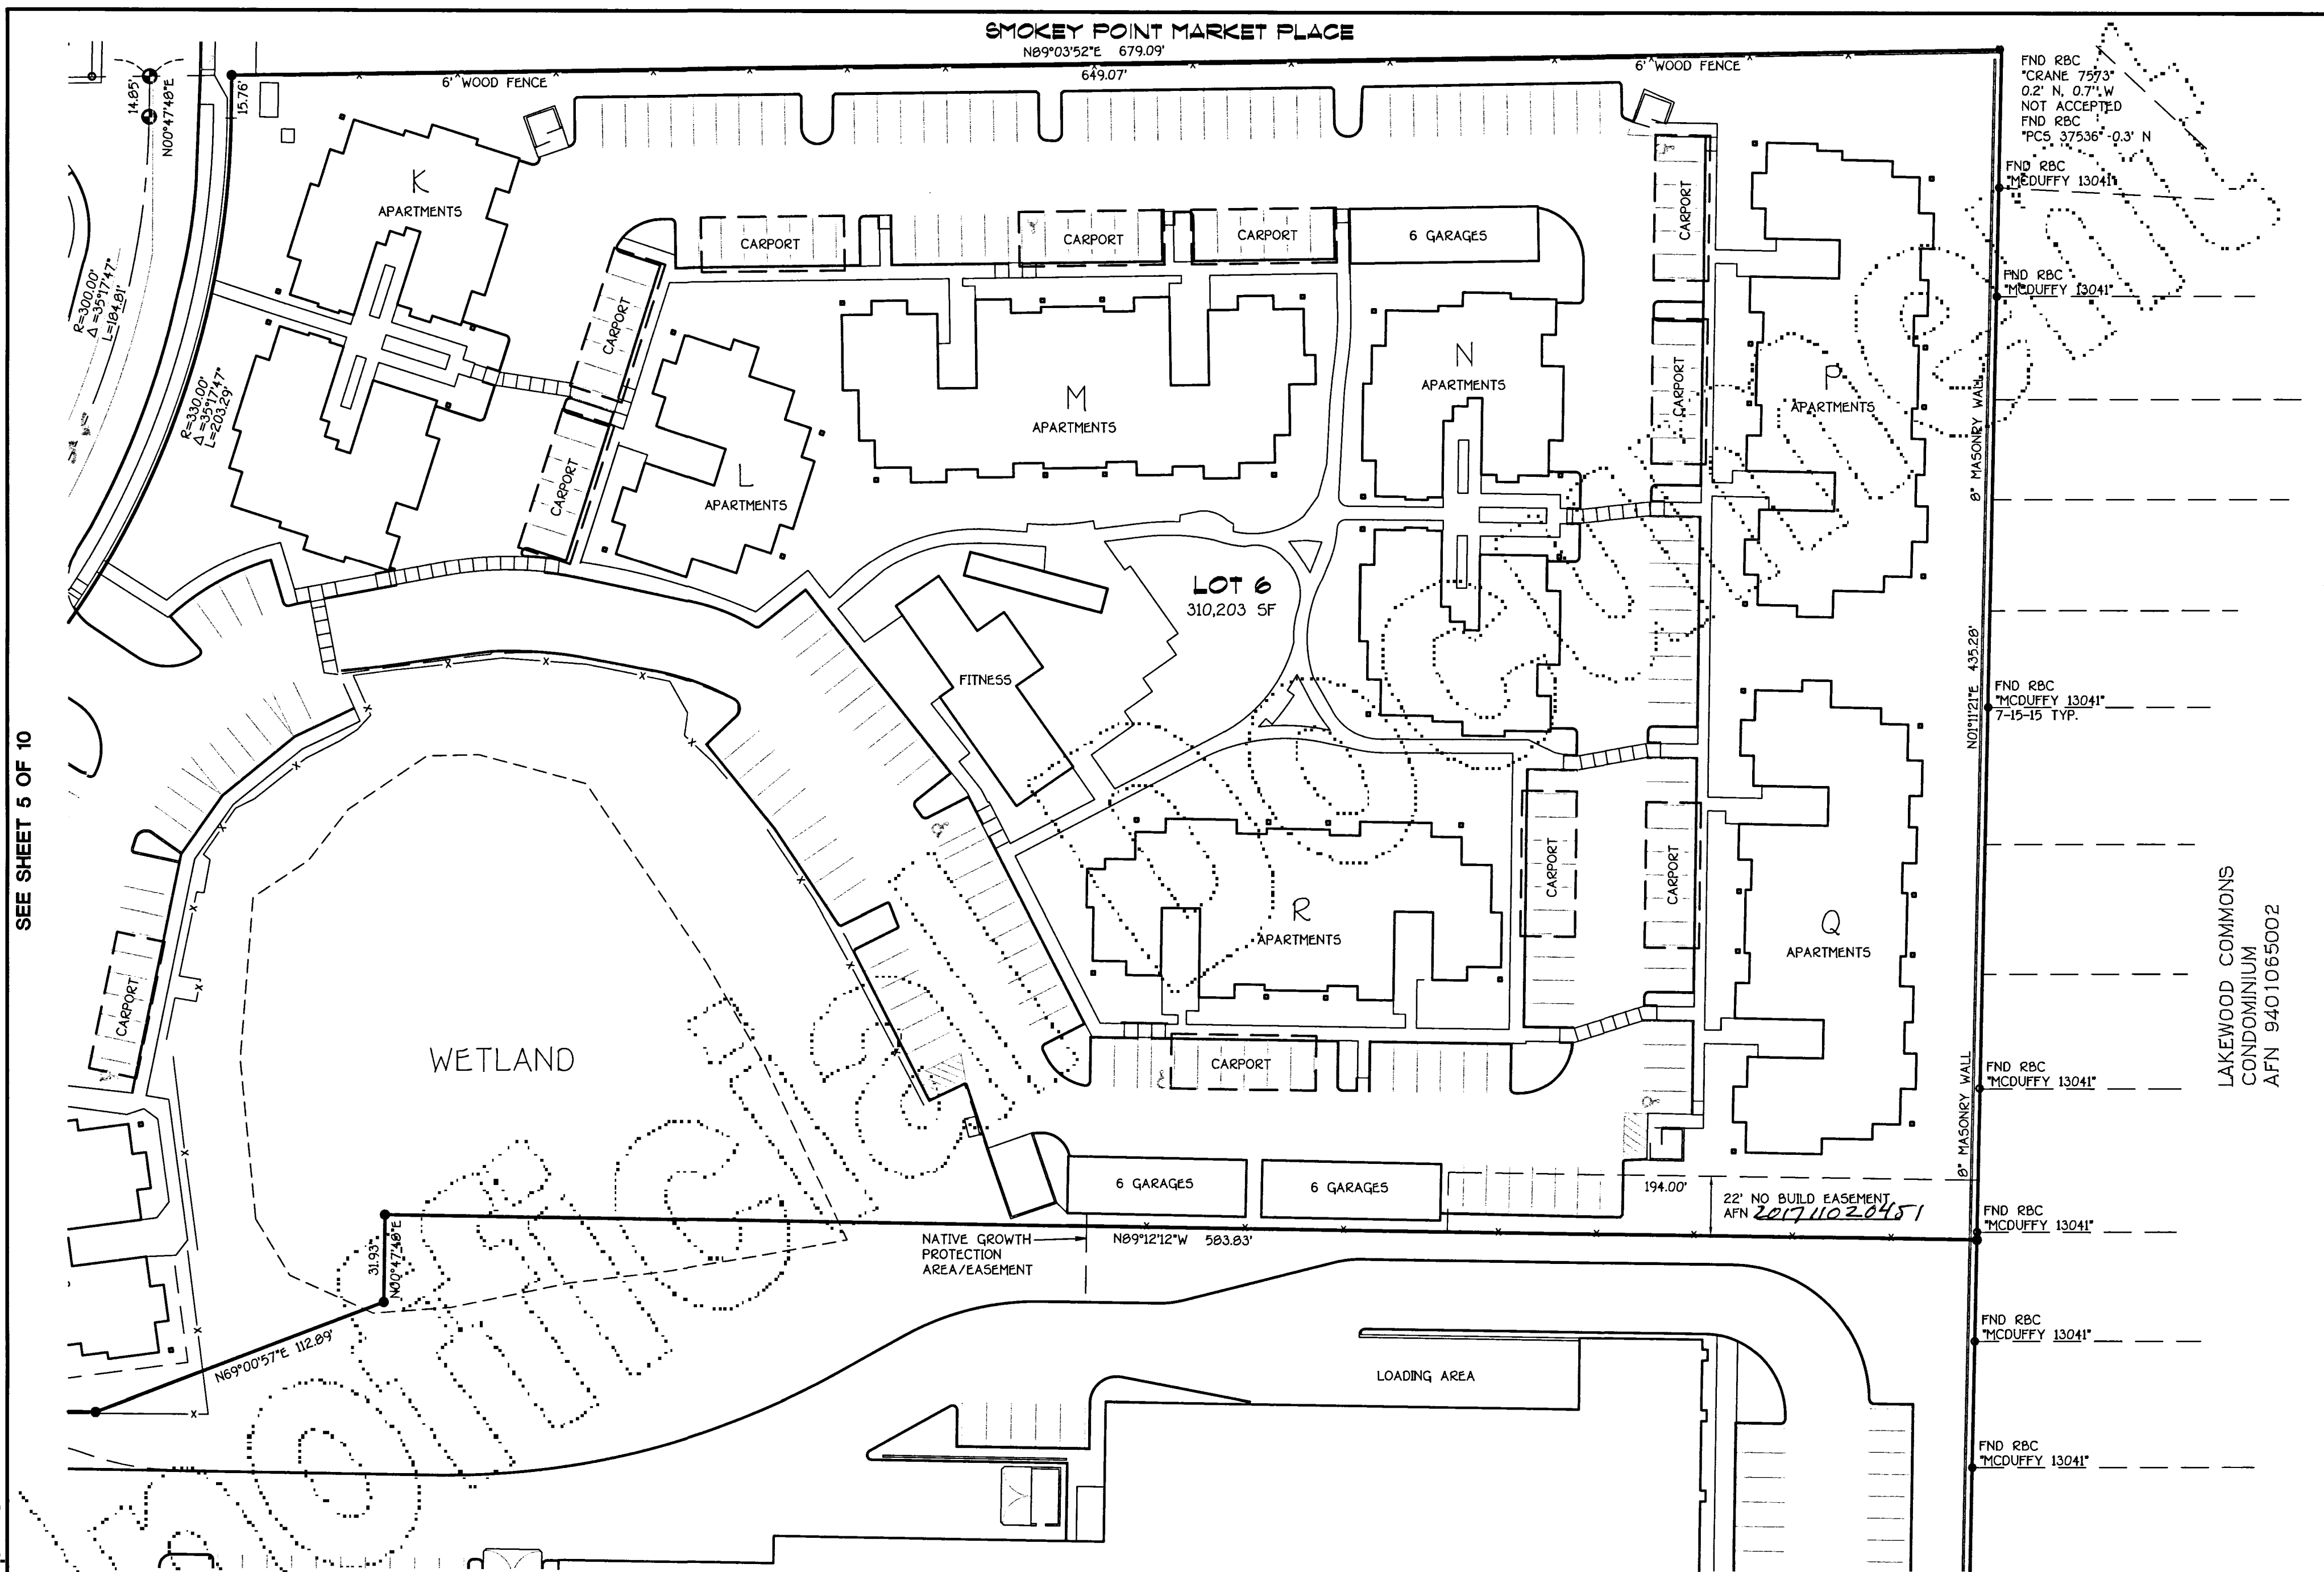 SMOKEY POINT MARKET PLACE
N89°03'52"E 679.09'
649.07'
6' WOOD FENCE
6' WOOD FENCE
14.85'
N00°47'48"E
15.76'
FND RBC
"CRANE 7573"
0.2' N, 0.7' W
NOT ACCEPTED
FND RBC
"PCS 37536" -0.3' N
FND RBC
"MCDUFFY 13041"
FND RBC
"MCDUFFY 13041"
K
APARTMENTS
CARPORT
CARPORT
CARPORT
6 GARAGES
CARPORT
R=300.00'
Δ=35°17'47"
L=184.81'
R=330.00'
Δ=35°17'47"
L=203.29'
CARPORT
CARPORT
L
APARTMENTS
M
APARTMENTS
N
APARTMENTS
CARPORT
P
APARTMENTS
8" MASONRY WALL
LOT 6
310,203 SF
FITNESS
N01°11'21"E 435.28'
FND RBC
"MCDUFFY 13041"
7-15-15 TYP.
SEE SHEET 5 OF 10
CARPORT
WETLAND
R
APARTMENTS
CARPORT
CARPORT
Q
APARTMENTS
CARPORT
LAKEWOOD COMMONS
CONDOMINIUM
AFN 9401065002
8" MASONRY WALL
FND RBC
"MCDUFFY 13041"
6 GARAGES
6 GARAGES
194.00'
22' NO BUILD EASEMENT
AFN 201711020451
FND RBC
"MCDUFFY 13041"
31.93'
N00°47'48"E
NATIVE GROWTH
PROTECTION
AREA/EASEMENT
N89°12'12"W 583.83'
N69°00'57"E 112.89'
LOADING AREA
FND RBC
"MCDUFFY 13041"
FND RBC
"MCDUFFY 13041"